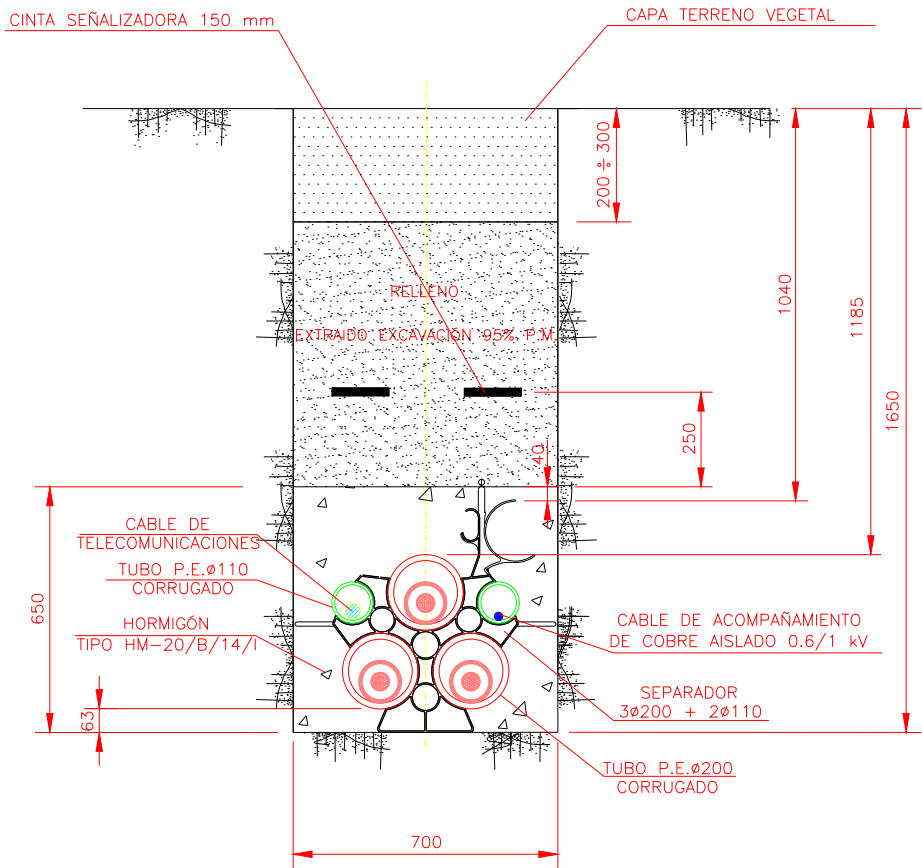 CINTA SEÑALIZADORA 150 mm
CAPA TERRENO VEGETAL
200 ÷ 300
1040
1185
1650
RELLENO
EXTRAIDO EXCAVACIÓN 95% P.M.
250
40
CABLE DE
TELECOMUNICACIONES
TUBO P.E.ø110
CORRUGADO
HORMIGÓN
TIPO HM-20/B/14/I
650
63
CABLE DE ACOMPAÑAMIENTO
DE COBRE AISLADO 0.6/1 kV
SEPARADOR
3ø200 + 2ø110
TUBO P.E.ø200
CORRUGADO
700